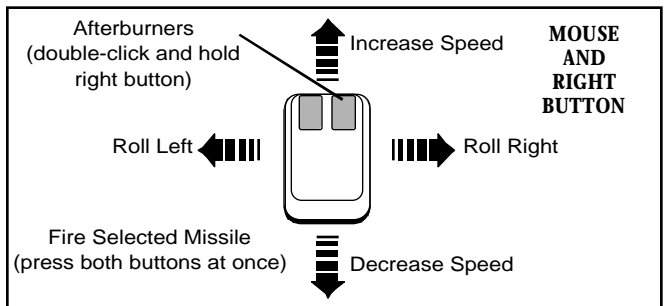 Afterburners
(double-click and hold
right button)
Increase Speed
MOUSE
AND
RIGHT
BUTTON
Roll Left
Roll Right
Fire Selected Missile
(press both buttons at once)
Decrease Speed